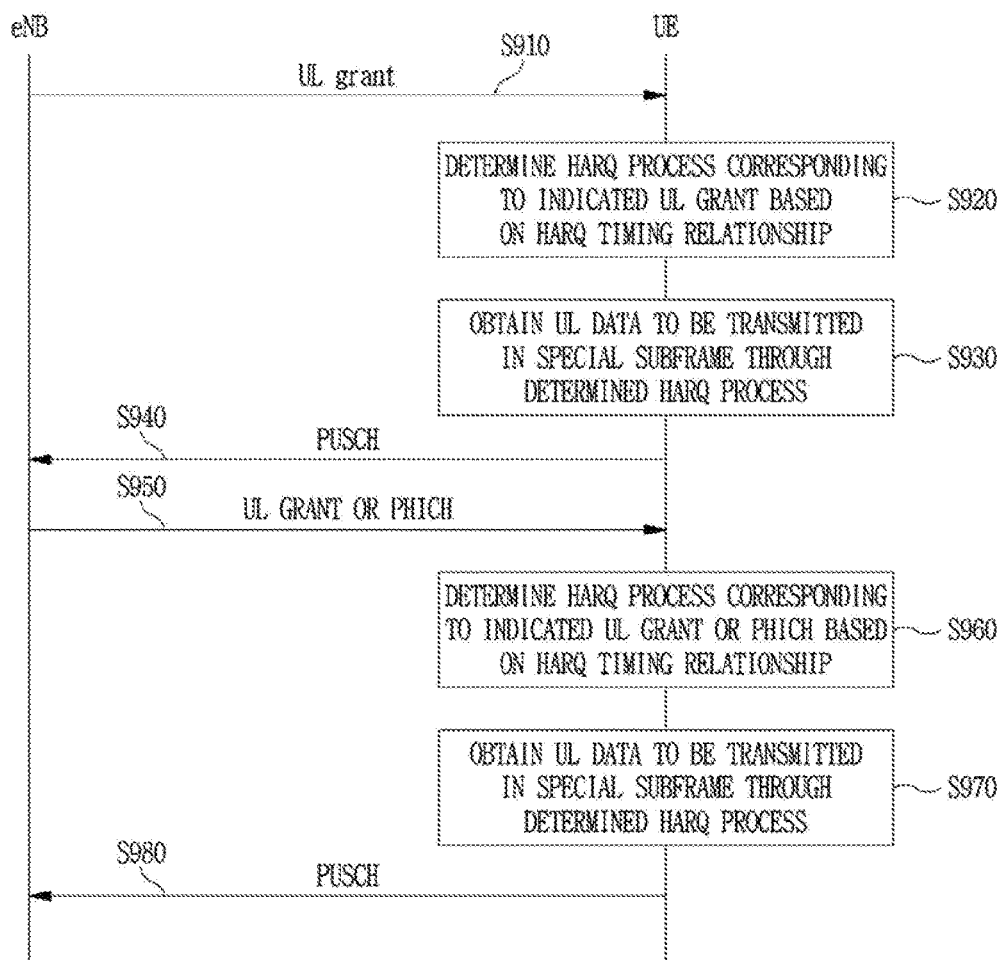 eNB
UE
S910
UL grant
DETERMINE HARQ PROCESS CORRESPONDING
TO INDICATED UL GRANT BASED
ON HARQ TIMING RELATIONSHIP
S920
OBTAIN UL DATA TO BE TRANSMITTED
IN SPECIAL SUBFRAME THROUGH
DETERMINED HARQ PROCESS
S930
S940
PUSCH
S950
UL GRANT OR PHICH
DETERMINE HARQ PROCESS CORRESPONDING
TO INDICATED UL GRANT OR PHICH BASED
ON HARQ TIMING RELATIONSHIP
S960
OBTAIN UL DATA TO BE TRANSMITTED
IN SPECIAL SUBFRAME THROUGH
DETERMINED HARQ PROCESS
S970
S980
PUSCH